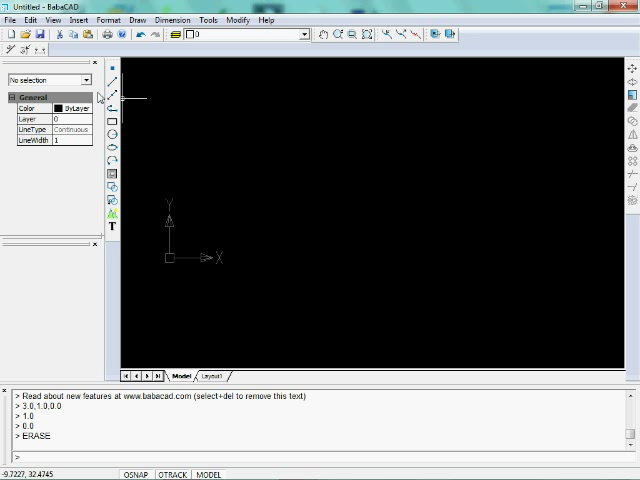 Untitled - BabaCAD
File Edit View Insert Format Draw Dimension Tools Modify Help
0
No selection
General
Color ByLayer
Layer 0
LineType Continuous
LineWidth 1
T
Y
X
Model Layout1
> Read about new features at www.babacad.com (select+del to remove this text)
> 3.0,1.0,0.0
> 1.0
> 0.0
> ERASE
>
-9.7227, 32.4745 OSNAP OTRACK MODEL